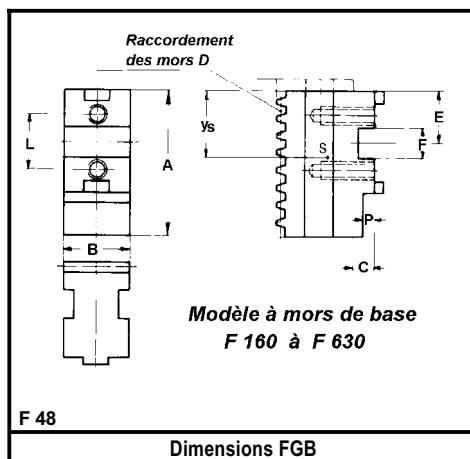 Raccordement
des mors D
ys
E
L
A
S
F
P
B
C
Modèle à mors de base
F 160 à F 630
F 48
Dimensions FGB